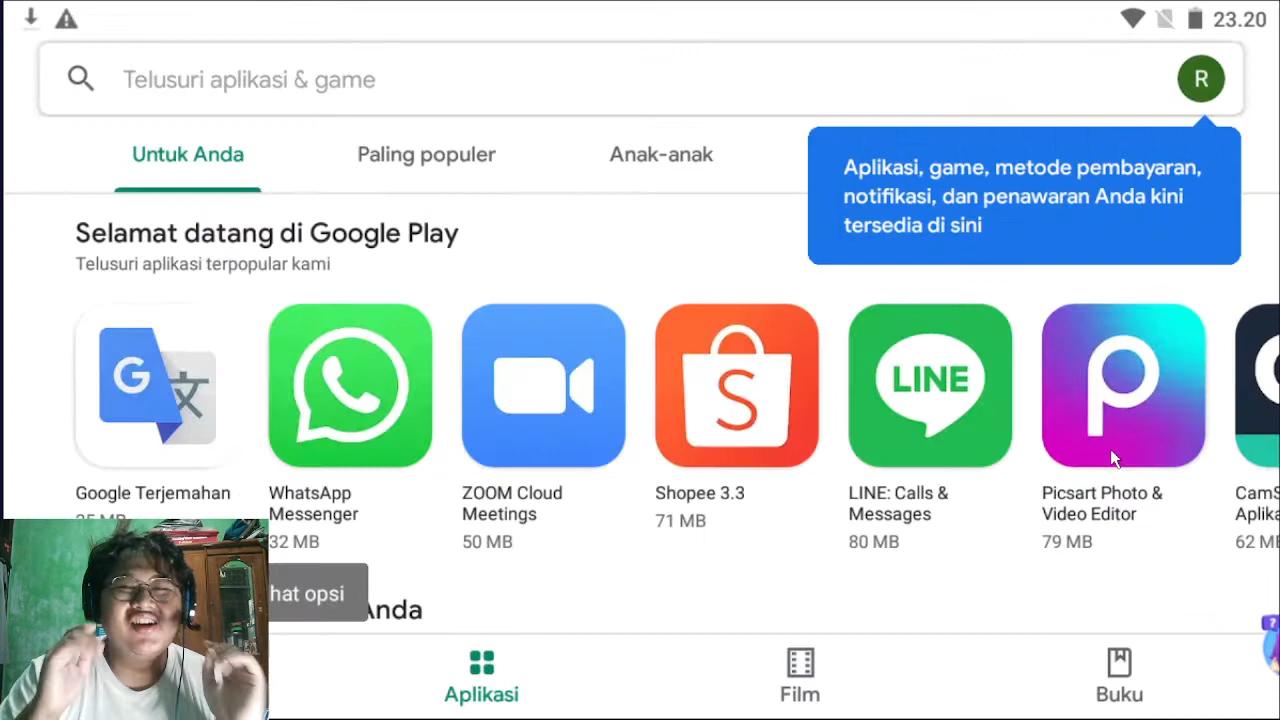 23.20
Telusuri aplikasi & game
R
Untuk Anda
Paling populer
Anak-anak
Aplikasi, game, metode pembayaran,
notifikasi, dan penawaran Anda kini
tersedia di sini
Selamat datang di Google Play
Telusuri aplikasi terpopular kami
G
文
S
LINE
Google Terjemahan
WhatsApp
Messenger
32 MB
ZOOM Cloud
Meetings
50 MB
Shopee 3.3
71 MB
LINE: Calls &
Messages
80 MB
Picsart Photo &
Video Editor
79 MB
CamS
Aplika
62 MB
hat opsi
Anda
Aplikasi
Film
Buku